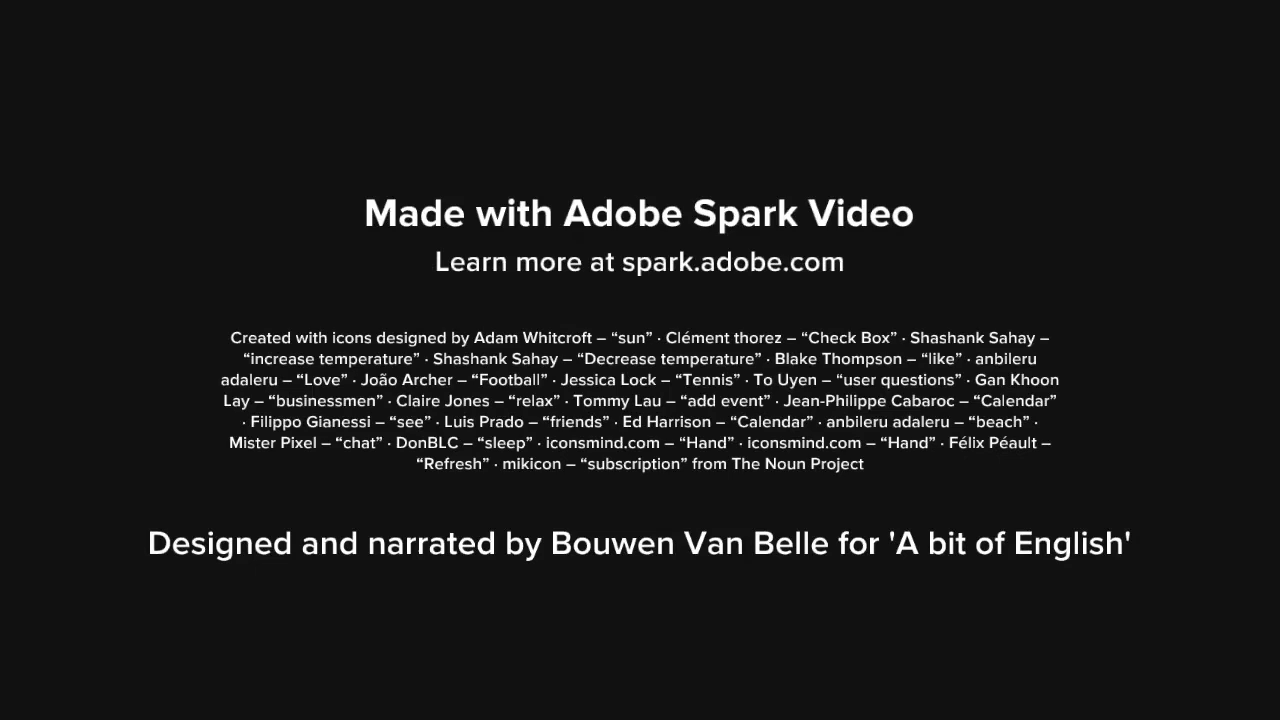 Made with Adobe Spark Video
Learn more at spark.adobe.com
Created with icons designed by Adam Whitcroft – “sun” · Clément thorez – “Check Box” · Shashank Sahay –
“increase temperature” · Shashank Sahay – “Decrease temperature” · Blake Thompson – “like” · anbileru
adaleru – “Love” · João Archer – “Football” · Jessica Lock – “Tennis” · To Uyen – “user questions” · Gan Khoon
Lay – “businessmen” · Claire Jones – “relax” · Tommy Lau – “add event” · Jean-Philippe Cabaroc – “Calendar”
· Filippo Gianessi – “see” · Luis Prado – “friends” · Ed Harrison – “Calendar” · anbileru adaleru – “beach” ·
Mister Pixel – “chat” · DonBLC – “sleep” · iconsmind.com – “Hand” · iconsmind.com – “Hand” · Félix Péault –
“Refresh” · mikicon – “subscription” from The Noun Project
Designed and narrated by Bouwen Van Belle for 'A bit of English'